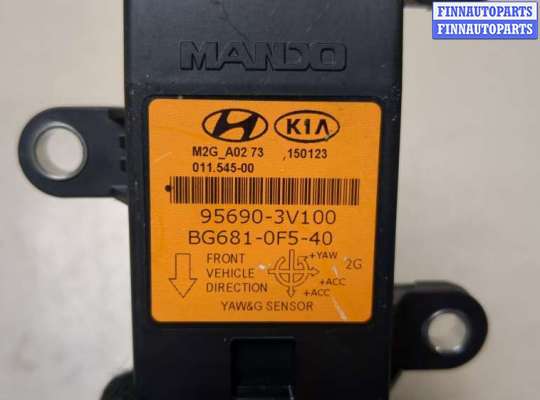 FINNAUTOPARTS
FINNAUTOPARTS
MANDO
KIA
M2G_A02 73 ,150123
011.545-00
95690-3V100
BG681-0F5-40
FRONT
VEHICLE
DIRECTION
+YAW 2G
+ACC
+ACC
YAW&G SENSOR